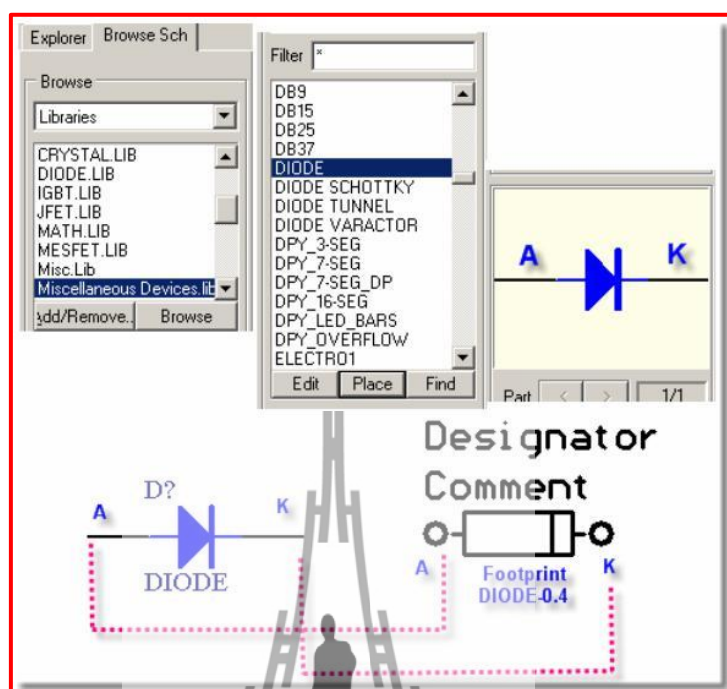 Explorer
Browse Sch
Browse
Libraries
CRYSTAL.LIB
DIODE.LIB
IGBT.LIB
JFET.LIB
MATH.LIB
MESFET.LIB
Misc.Lib
Miscellaneous Devices.lib
Add/Remove..
Browse
Filter *
DB9
DB15
DB25
DB37
DIODE
DIODE SCHOTTKY
DIODE TUNNEL
DIODE VARACTOR
DPY_3-SEG
DPY_7-SEG
DPY_7-SEG_DP
DPY_16-SEG
DPY_LED_BARS
DPY_OVERFLOW
ELECTRO1
Edit
Place
Find
A
K
Part < > 1/1
D?
A
K
DIODE
Designator
Comment
A
K
Footprint
DIODE-0.4